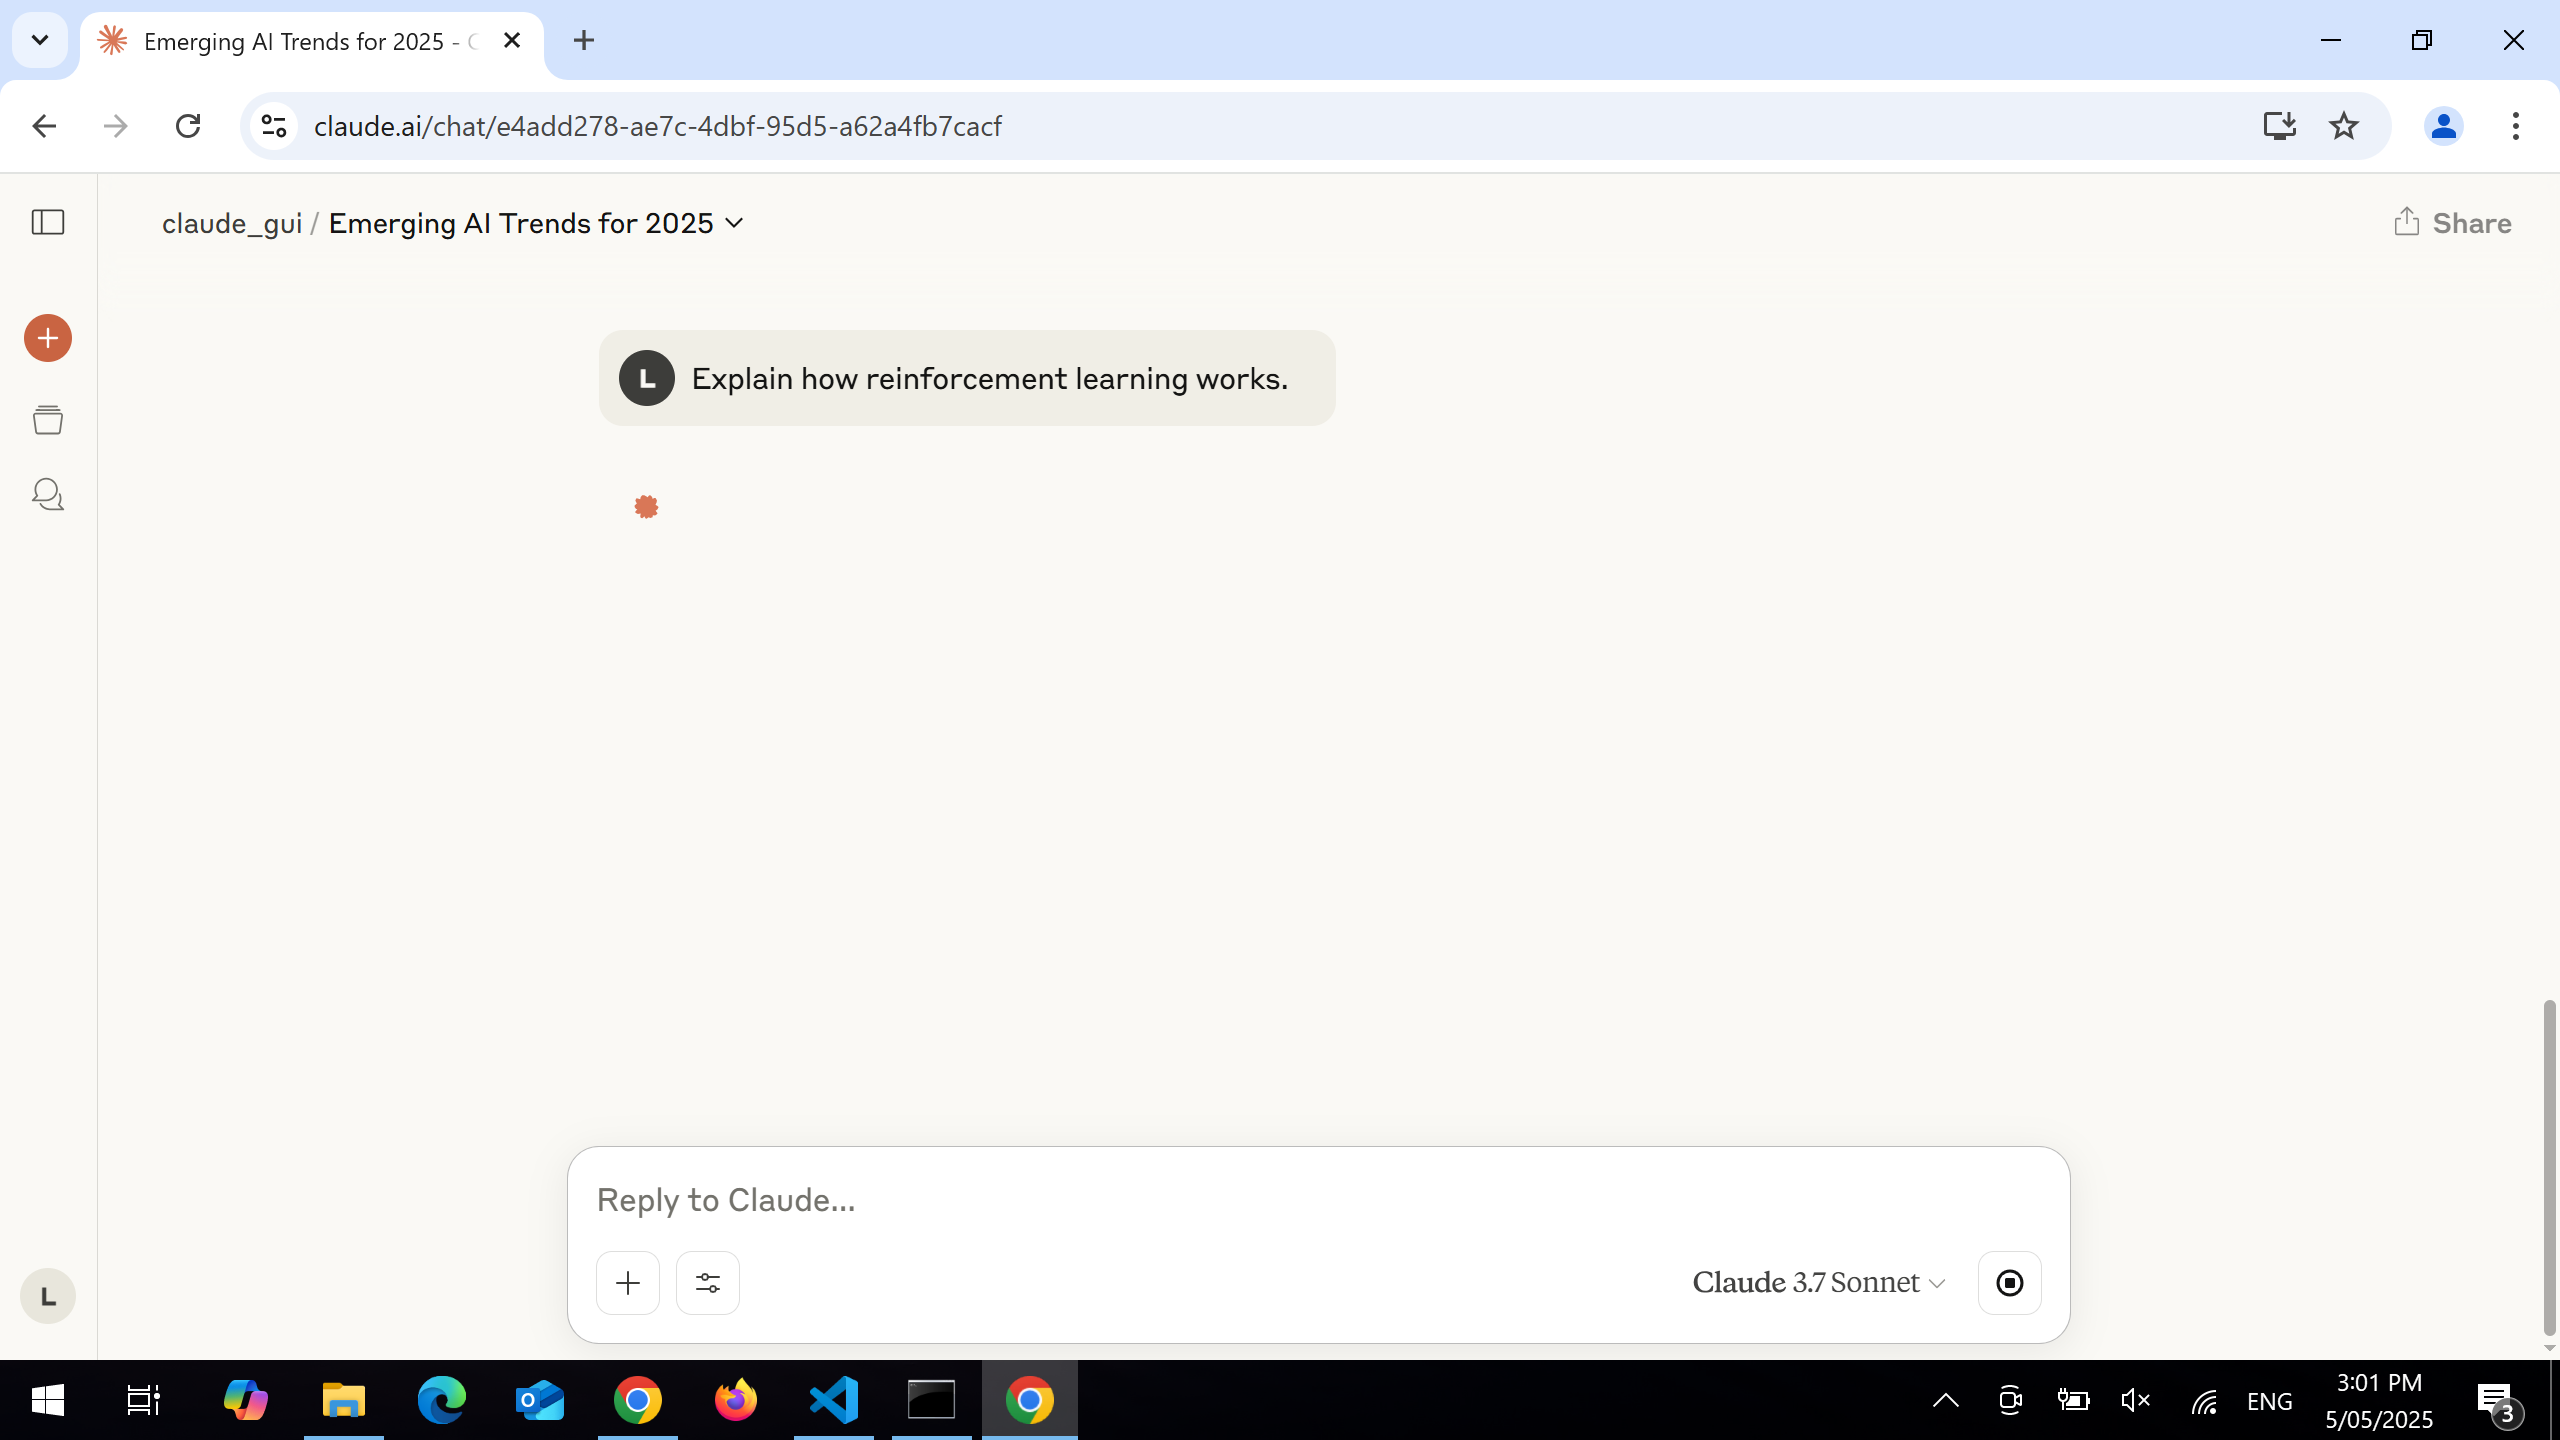 Emerging AI Trends for 2025 -
claude.ai/chat/e4add278-ae7c-4dbf-95d5-a62a4fb7cacf
claude_gui / Emerging AI Trends for 2025
Share
L
Explain how reinforcement learning works.
Reply to Claude...
Claude 3.7 Sonnet
L
ENG
3:01 PM
5/05/2025
3